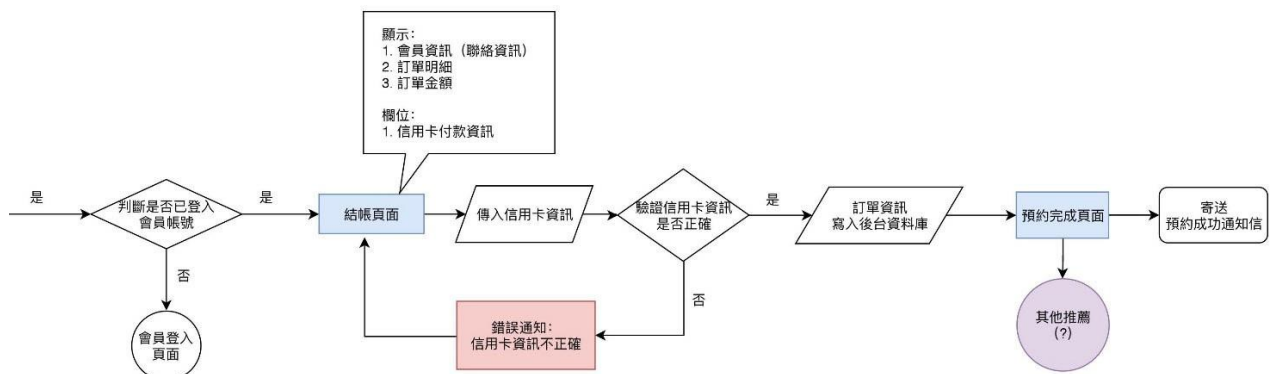 顯示：
1. 會員資訊（聯絡資訊）
2. 訂單明細
3. 訂單金額
欄位：
1. 信用卡付款資訊
是
判斷是否已登入
會員帳號
是
結帳頁面
傳入信用卡資訊
驗證信用卡資訊
是否正確
是
訂單資訊
寫入後台資料庫
預約完成頁面
寄送
預約成功通知信
否
會員登入
頁面
錯誤通知：
信用卡資訊不正確
否
其他推薦
(?)